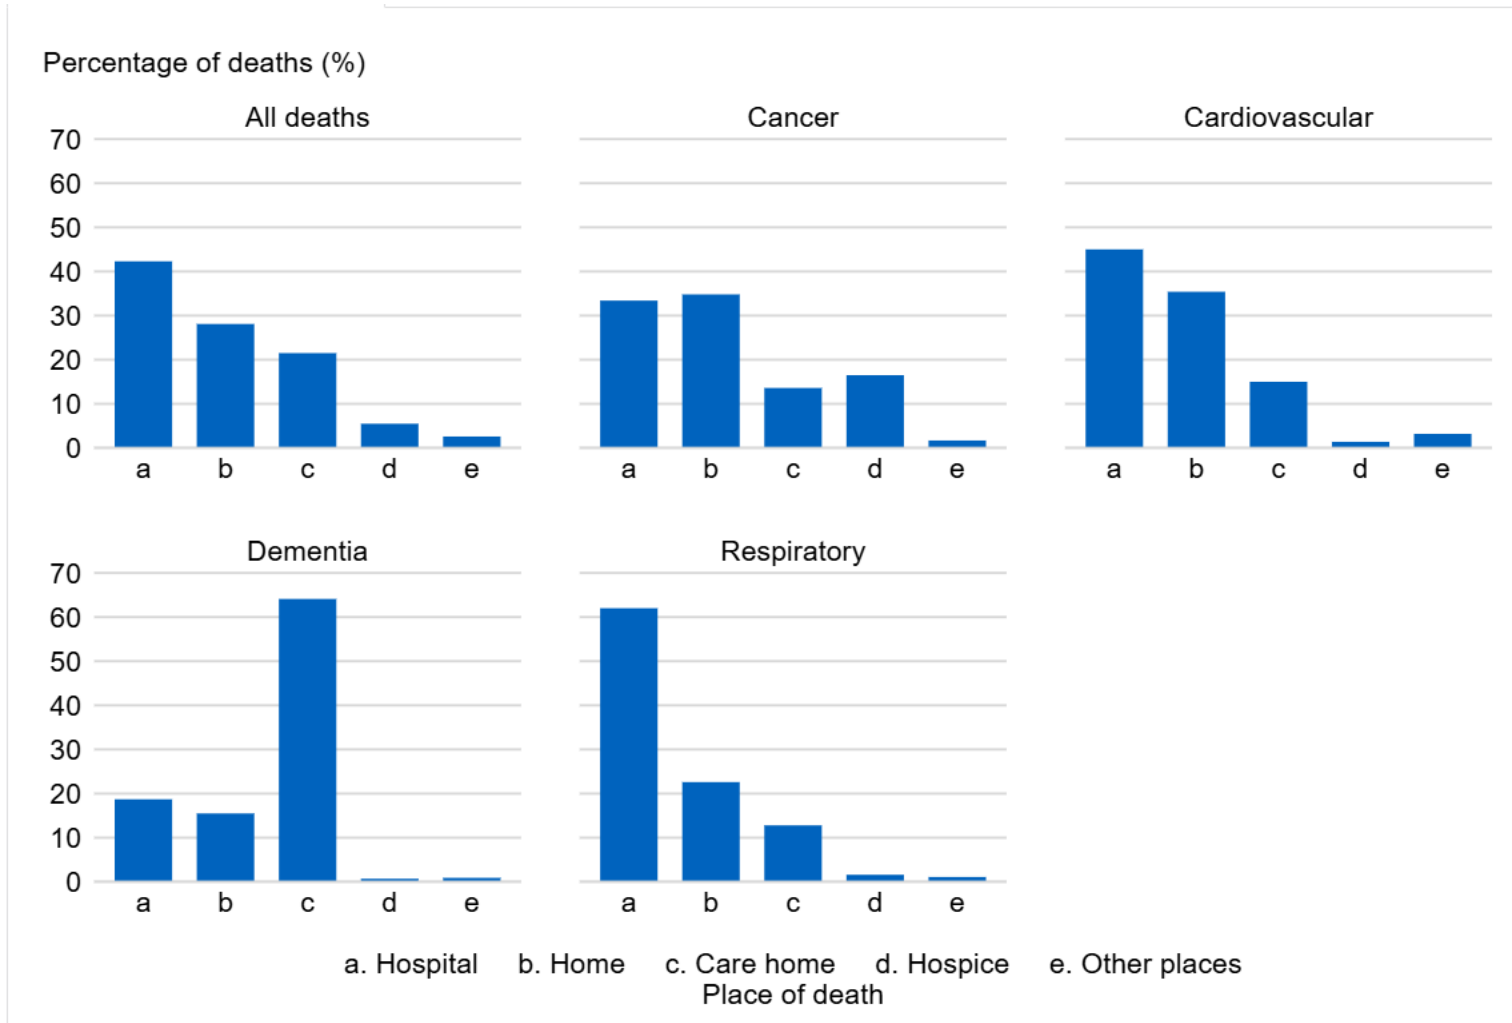 Percentage of deaths (%)
All deaths
Cancer
Cardiovascular
70
60
50
40
30
20
10
0
a b c d e
a b c d e
a b c d e
Dementia
Respiratory
70
60
50
40
30
20
10
0
a b c d e
a b c d e
a. Hospital b. Home c. Care home d. Hospice e. Other places
Place of death